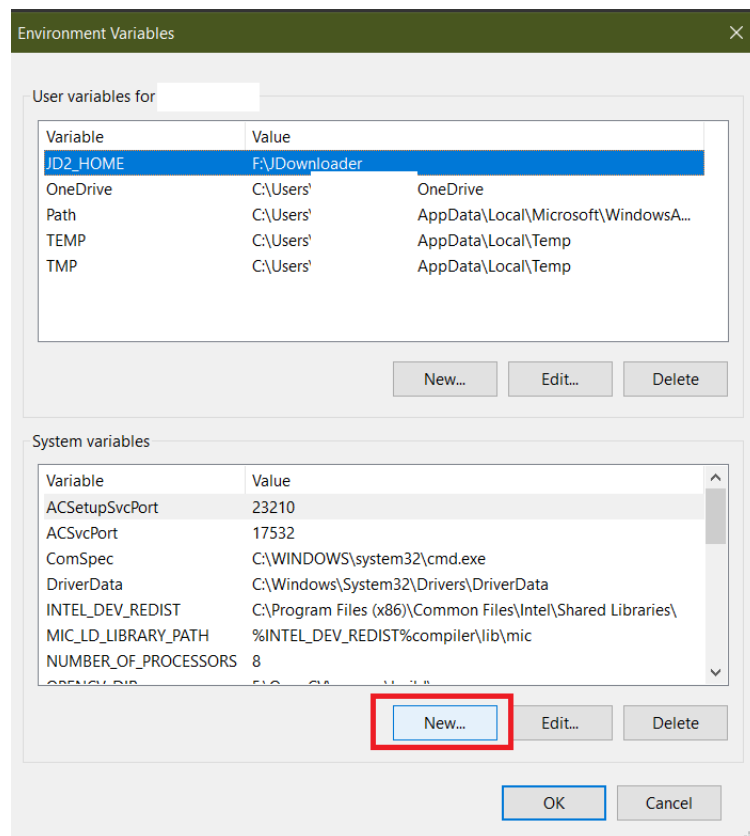 Environment Variables
User variables for
Variable Value
JD2_HOME F:\JDownloader
OneDrive C:\Users\ OneDrive
Path C:\Users\ AppData\Local\Microsoft\WindowsA...
TEMP C:\Users\ AppData\Local\Temp
TMP C:\Users\ AppData\Local\Temp
New... Edit... Delete
System variables
Variable Value
ACSetupSvcPort 23210
ACSvcPort 17532
ComSpec C:\WINDOWS\system32\cmd.exe
DriverData C:\Windows\System32\Drivers\DriverData
INTEL_DEV_REDIST C:\Program Files (x86)\Common Files\Intel\Shared Libraries\
MIC_LD_LIBRARY_PATH %INTEL_DEV_REDIST%compiler\lib\mic
NUMBER_OF_PROCESSORS 8
New... Edit... Delete
OK Cancel